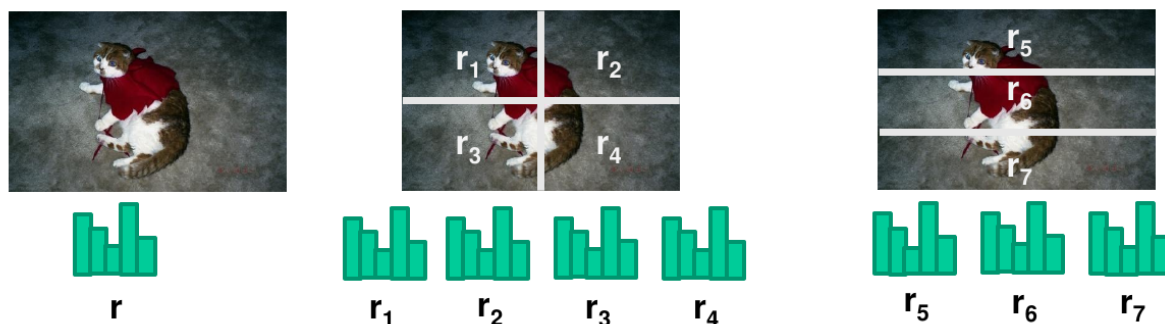 r₁ r₂
r₃ r₄
r₅
r₆
r₇
r
r₁ r₂ r₃ r₄
r₅ r₆ r₇